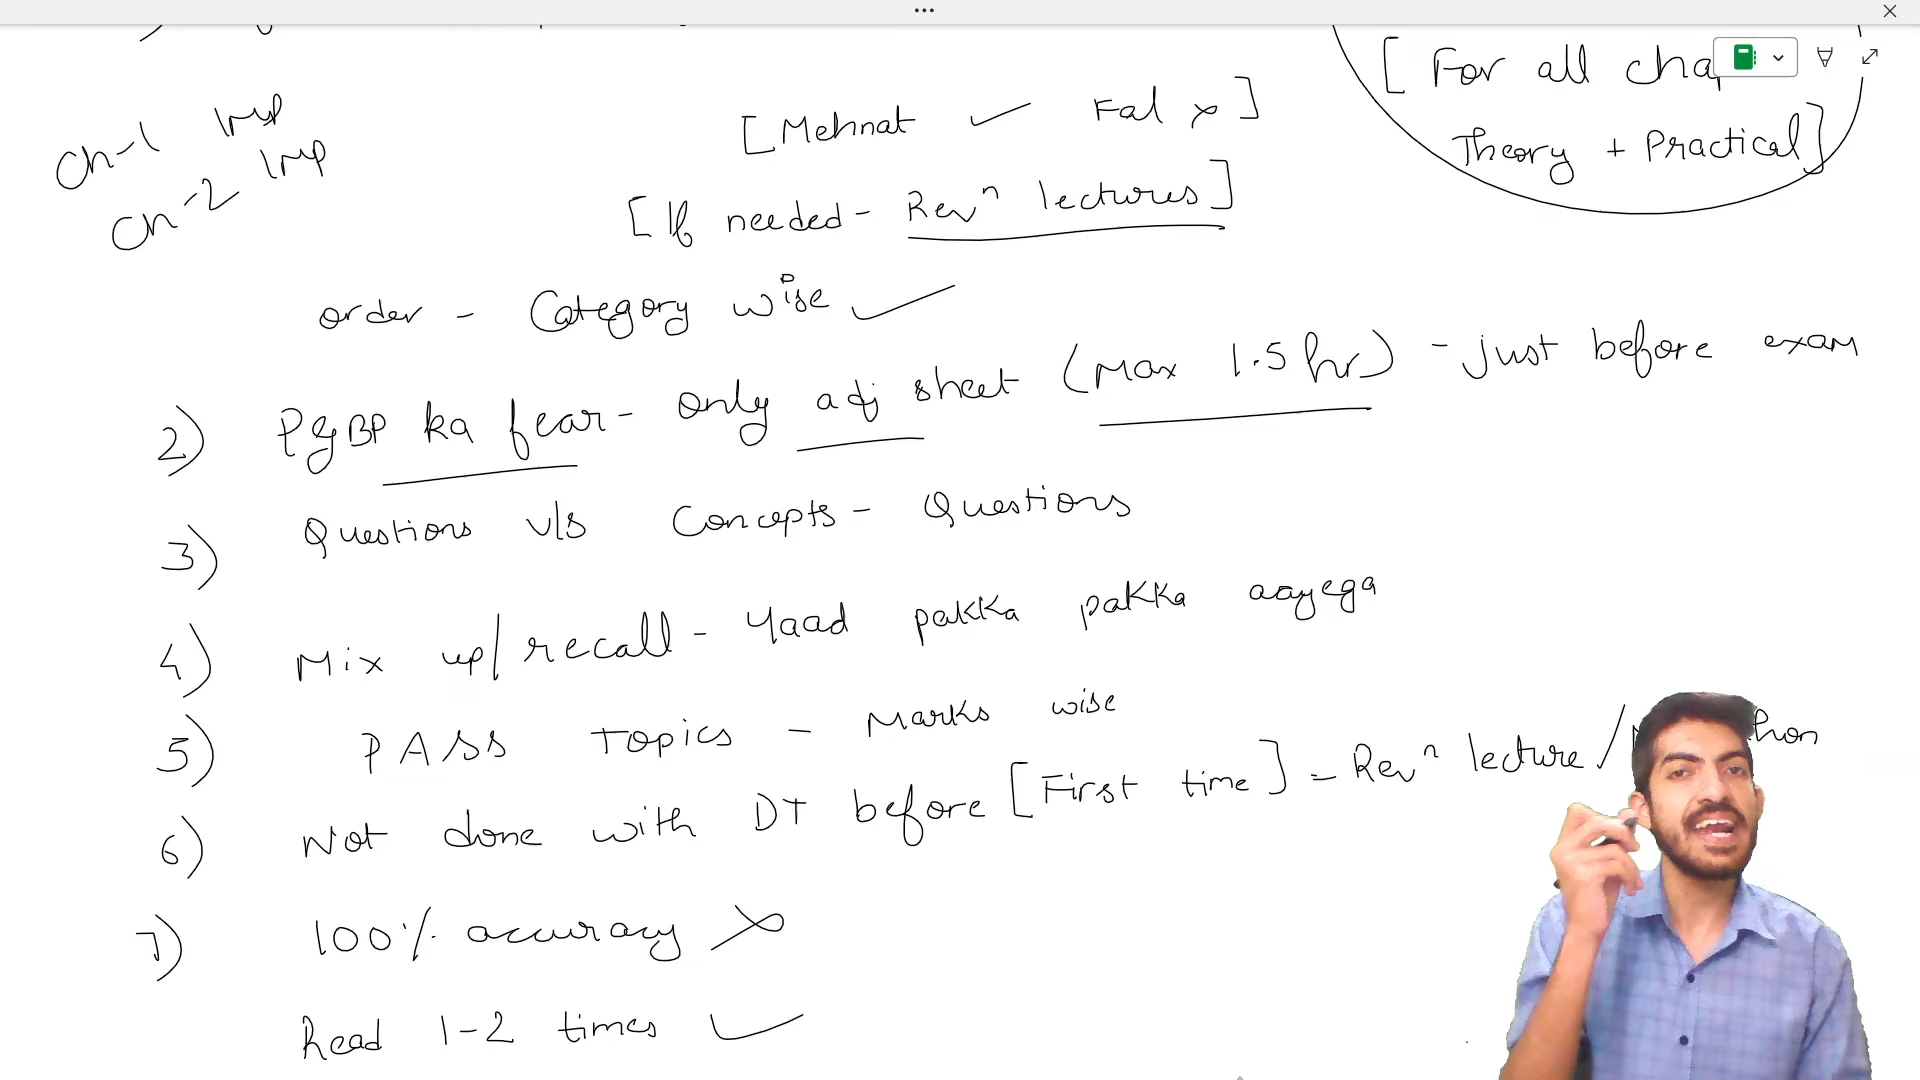 [For all chap
Theory + Practical]
Ch-1 Imp
Ch-2 Imp
[Mehnat ✓ Fal ×]
[If needed - Revⁿ lectures]
order - Category wise ✓
2) PGBP ka fear - Only adj sheet (Max 1.5 hr) - just before exam
3) Questions v/s Concepts - Questions
4) Mix up/recall - Yaad pakka pakka aayega
5) PASS Topics - Marks wise
6) Not done with DT before [First time] = Revⁿ lecture/
7) 100% accuracy ×
Read 1-2 times ✓